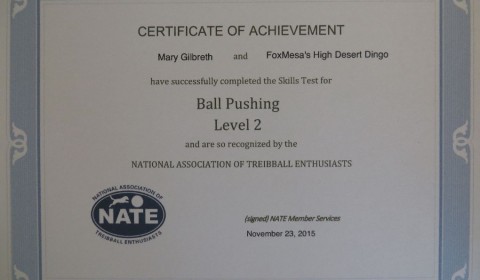 CERTIFICATE OF ACHIEVEMENT
Mary Gilbreth and FoxMesa's High Desert Dingo
have successfully completed the Skills Test for
Ball Pushing
Level 2
and are so recognized by the
NATIONAL ASSOCIATION OF TREIBBALL ENTHUSIASTS
NATIONAL ASSOCIATION OF
NATE
TREIBBALL ENTHUSIASTS
(signed) NATE Member Services
November 23, 2015